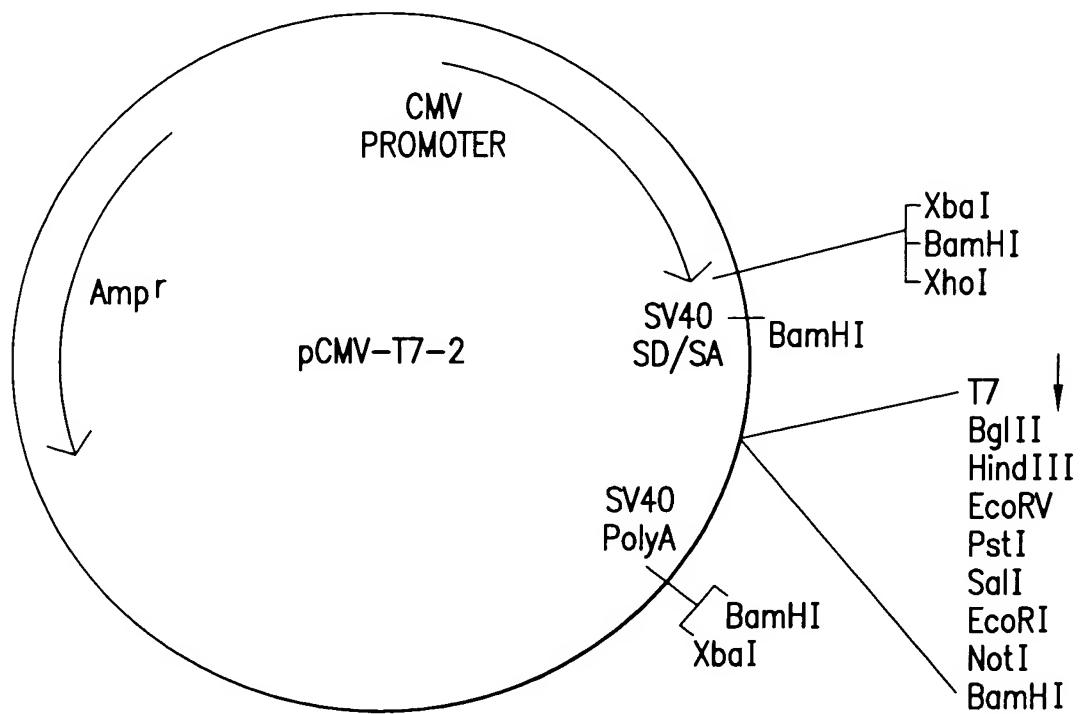 CMV
PROMOTER
Amp r
pCMV-T7-2
SV40
SD/SA
XbaI
BamHI
XhoI
BamHI
T7
BglII
HindIII
EcoRV
PstI
SalI
EcoRI
NotI
BamHI
SV40
PolyA
BamHI
XbaI